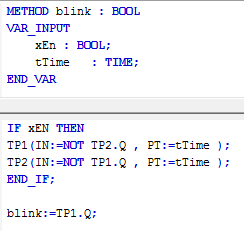 METHOD blink : BOOL
VAR_INPUT
xEn : BOOL;
tTime : TIME;
END_VAR
IF xEN THEN
TP1(IN:=NOT TP2.Q , PT:=tTime );
TP2(IN:=NOT TP1.Q , PT:=tTime );
END_IF;
blink:=TP1.Q;